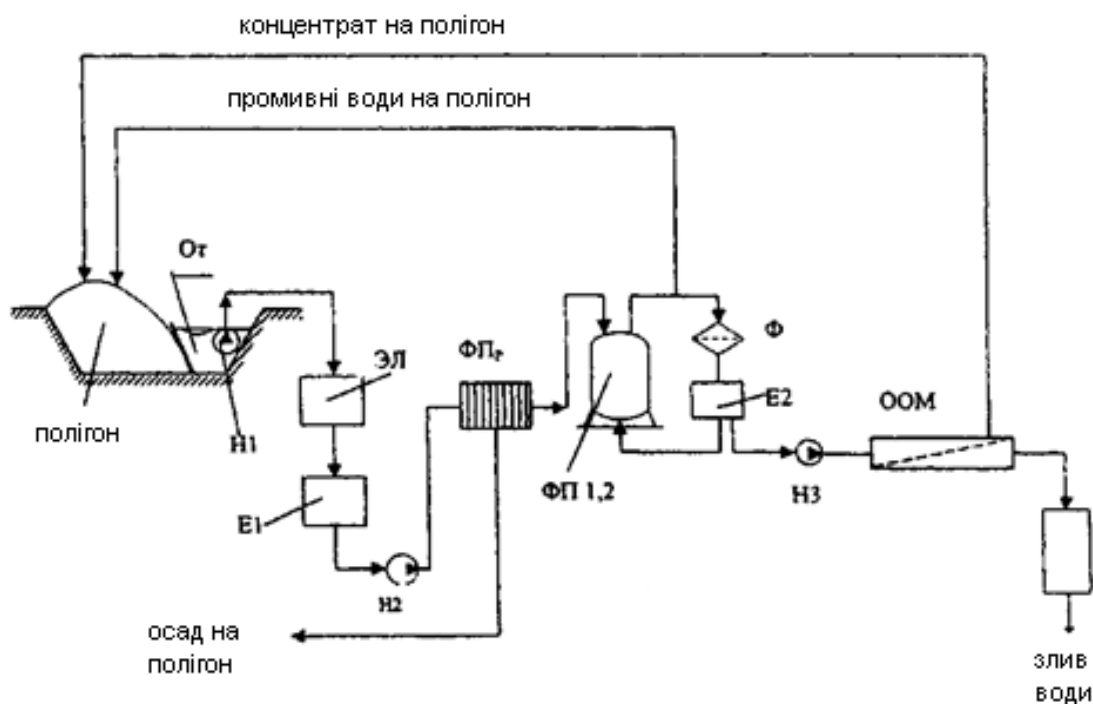 концентрат на полігон
промивні води на полігон
От
ЭЛ
ФПр
Ф
полігон
Н1
Е2
ООМ
Е1
ФП 1,2
Н3
Н2
осад на
полігон
злив
води